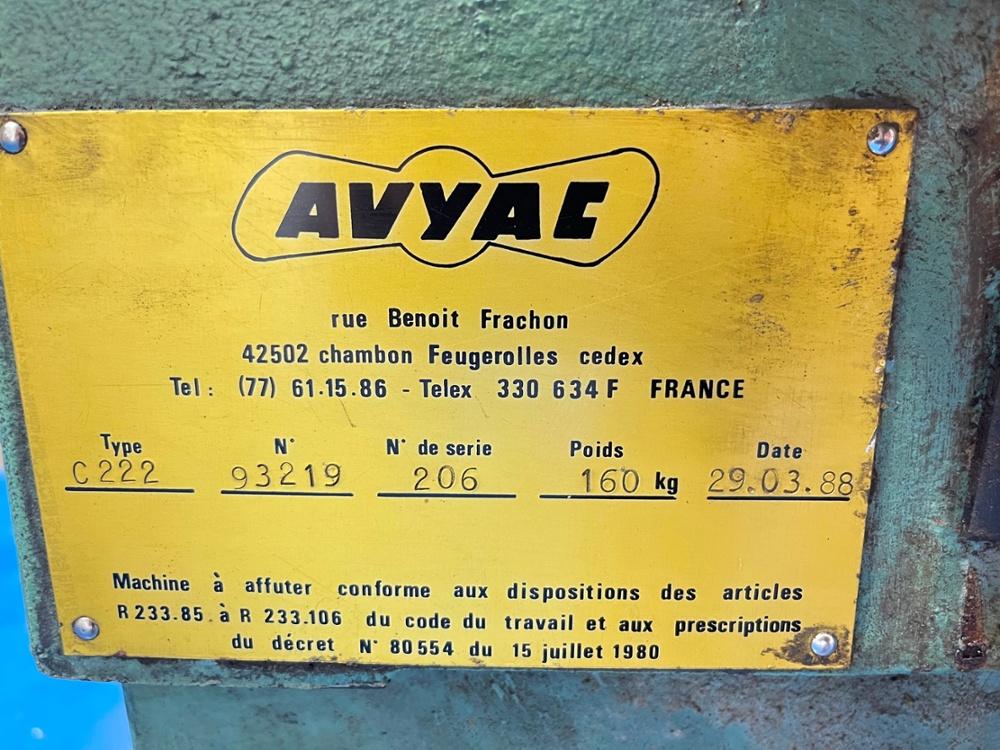 AVYAC
rue Benoit Frachon
42502 chambon Feugerolles cedex
Tel : (77) 61.15.86 - Telex 330 634 F FRANCE
Type N° N° de serie Poids Date
C 222 93219 206 160 kg 29.03.88
Machine à affuter conforme aux dispositions des articles
R 233.85 à R 233.106 du code du travail et aux prescriptions
du décret N° 80554 du 15 juillet 1980